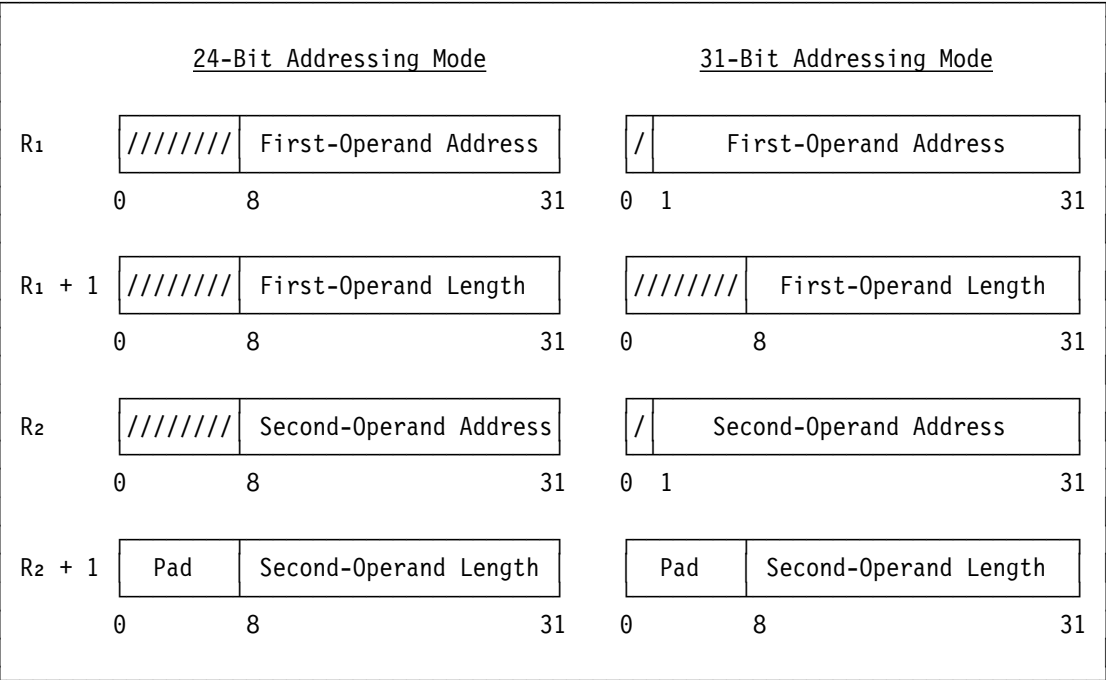 24-Bit Addressing Mode 31-Bit Addressing Mode
R₁ //////// First-Operand Address / First-Operand Address
0 8 31 0 1 31
R₁ + 1 //////// First-Operand Length //////// First-Operand Length
0 8 31 0 8 31
R₂ //////// Second-Operand Address / Second-Operand Address
0 8 31 0 1 31
R₂ + 1 Pad Second-Operand Length Pad Second-Operand Length
0 8 31 0 8 31